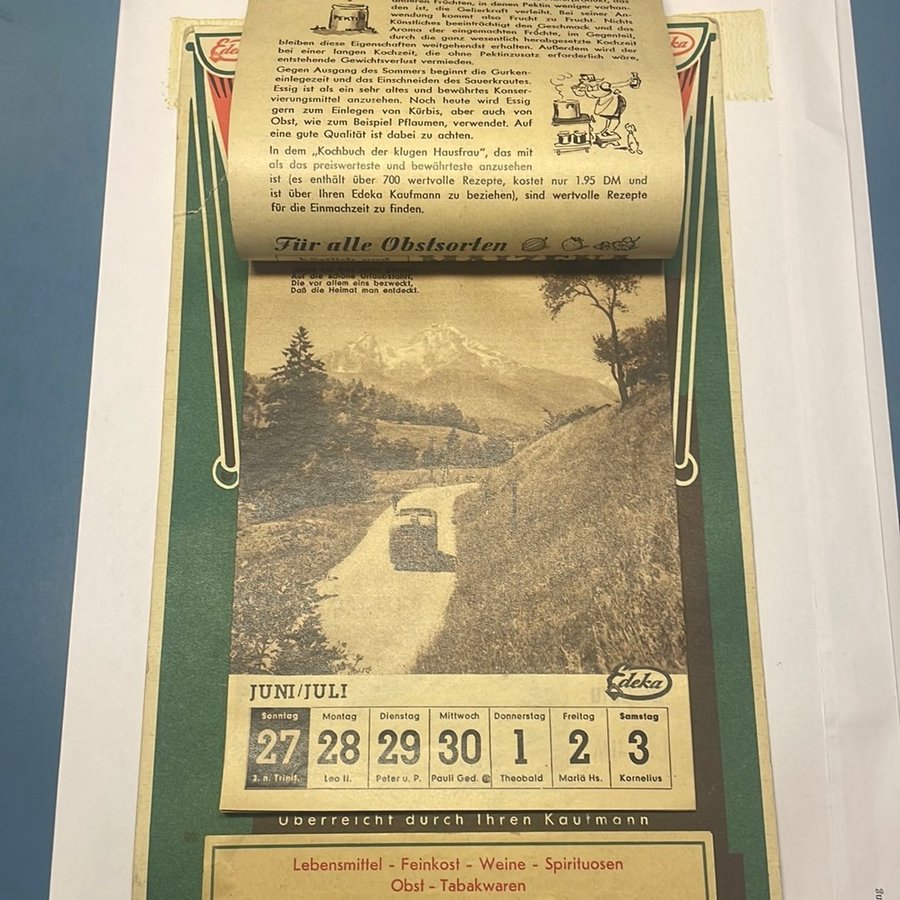 Edeka
PEKTIN
anderen Früchten, in denen Pektin weniger vorhan-
den ist, die Gelierkraft verleiht. Bei seiner An-
wendung kommt also Frucht zu Frucht. Nichts
Künstliches beeinträchtigt den Geschmack und das
Aroma der eingemachten Früchte, im Gegenteil,
durch die ganz wesentlich herabgesetzte Kochzeit
bleiben diese Eigenschaften weitgehendst erhalten. Außerdem wird der
bei einer langen Kochzeit, die ohne Pektinzusatz erforderlich wäre,
entstehende Gewichtsverlust vermieden.
Gegen Ausgang des Sommers beginnt die Gurken-
einlegezeit und das Einschneiden des Sauerkrautes.
Essig ist als ein sehr altes und bewährtes Konser-
vierungsmittel anzusehen. Noch heute wird Essig
gern zum Einlegen von Kürbis, aber auch von
Obst, wie zum Beispiel Pflaumen, verwendet. Auf
eine gute Qualität ist dabei zu achten.
In dem „Kochbuch der klugen Hausfrau“, das mit
als das preiswerteste und bewährteste anzusehen
ist (es enthält über 700 wertvolle Rezepte, kostet nur 1.95 DM und
ist über Ihren Edeka Kaufmann zu beziehen), sind wertvolle Rezepte
für die Einmachzeit zu finden.
Für alle Obstsorten
Auf die schöne Urlaubsfahrt,
Die vor allem eins bezweckt,
Daß die Heimat man entdeckt.
JUNI/JULI
Edeka
Sonntag Montag Dienstag Mittwoch Donnerstag Freitag Samstag
27 28 29 30 1 2 3
2. n. Trinit. Leo II. Peter u. P. Pauli Ged. Theobald Mariä Hs. Kornelius
Überreicht durch Ihren Kaufmann
Lebensmittel - Feinkost - Weine - Spirituosen
Obst - Tabakwaren